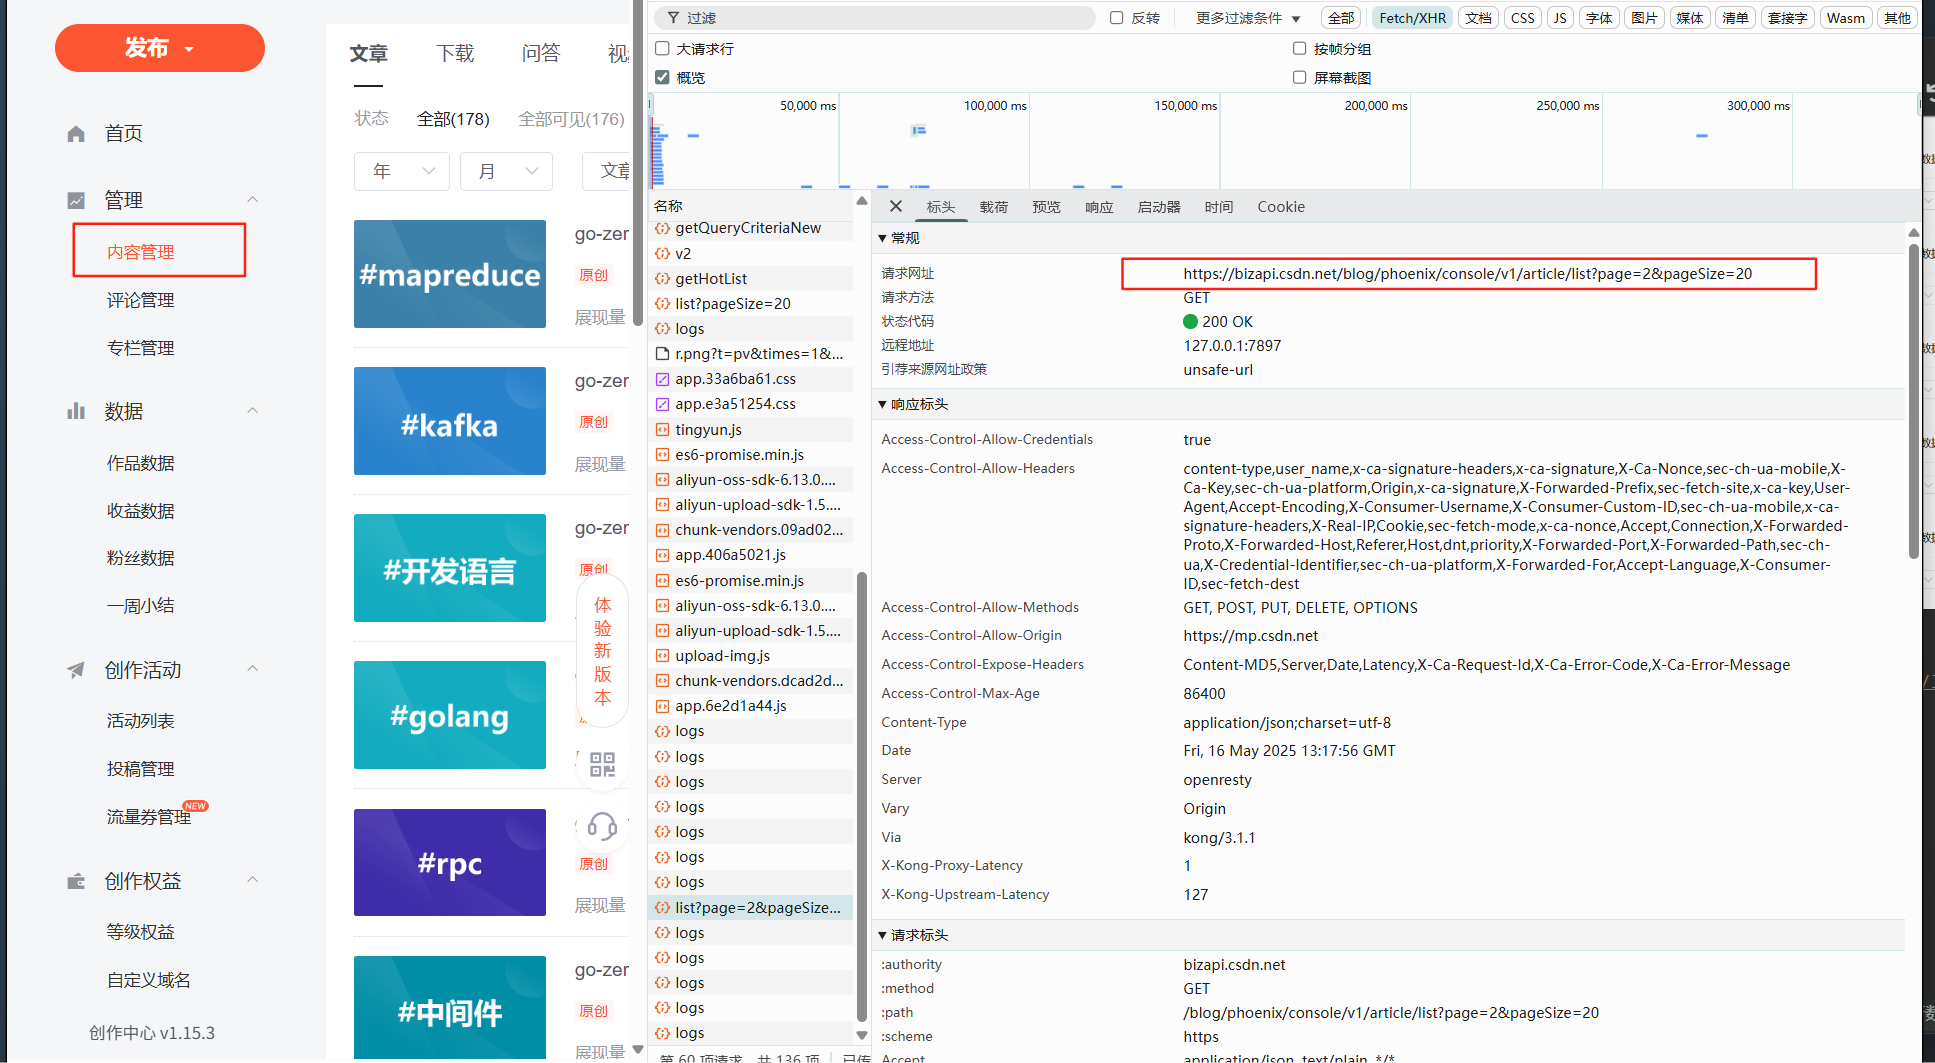 发布
首页
管理
内容管理
评论管理
专栏管理
数据
作品数据
收益数据
粉丝数据
一周小结
创作活动
活动列表
投稿管理
流量券管理
NEW
创作权益
等级权益
自定义域名
创作中心 v1.15.3
文章
下载
问答
状态
全部(178)
全部可见(176)
年
月
#mapreduce
go-zer
原创
展现量
#kafka
go-zer
原创
展现量
#开发语言
go-zer
原创
#golang
#rpc
原创
展现量
#中间件
go-zer
原创
展现量
体验新版本
过滤
反转
更多过滤条件
全部
Fetch/XHR
文档
CSS
JS
字体
图片
媒体
清单
套接字
Wasm
其他
大请求行
按帧分组
概览
屏幕截图
50,000 ms
100,000 ms
150,000 ms
200,000 ms
250,000 ms
300,000 ms
名称
getQueryCriteriaNew
v2
getHotList
list?pageSize=20
logs
r.png?t=pv&times=1&...
app.33a6ba61.css
app.e3a51254.css
tingyun.js
es6-promise.min.js
aliyun-oss-sdk-6.13.0....
aliyun-upload-sdk-1.5....
chunk-vendors.09ad02...
app.406a5021.js
es6-promise.min.js
aliyun-oss-sdk-6.13.0....
aliyun-upload-sdk-1.5....
upload-img.js
chunk-vendors.dcad2d...
app.6e2d1a44.js
logs
logs
logs
logs
logs
logs
logs
list?page=2&pageSize...
logs
logs
logs
logs
logs
第 60 项请求，共 136 项
标头
载荷
预览
响应
启动器
时间
Cookie
常规
请求网址
https://bizapi.csdn.net/blog/phoenix/console/v1/article/list?page=2&pageSize=20
请求方法
GET
状态代码
200 OK
远程地址
127.0.0.1:7897
引荐来源网址政策
unsafe-url
响应标头
Access-Control-Allow-Credentials
true
Access-Control-Allow-Headers
content-type,user_name,x-ca-signature-headers,x-ca-signature,X-Ca-Nonce,sec-ch-ua-mobile,X-
Ca-Key,sec-ch-ua-platform,Origin,x-ca-signature,X-Forwarded-Prefix,sec-fetch-site,x-ca-key,User-
Agent,Accept-Encoding,X-Consumer-Username,X-Consumer-Custom-ID,sec-ch-ua-mobile,x-ca-
signature-headers,X-Real-IP,Cookie,sec-fetch-mode,x-ca-nonce,Accept,Connection,X-Forwarded-
Proto,X-Forwarded-Host,Referer,Host,dnt,priority,X-Forwarded-Port,X-Forwarded-Path,sec-ch-
ua,X-Credential-Identifier,sec-ch-ua-platform,X-Forwarded-For,Accept-Language,X-Consumer-
ID,sec-fetch-dest
Access-Control-Allow-Methods
GET, POST, PUT, DELETE, OPTIONS
Access-Control-Allow-Origin
https://mp.csdn.net
Access-Control-Expose-Headers
Content-MD5,Server,Date,Latency,X-Ca-Request-Id,X-Ca-Error-Code,X-Ca-Error-Message
Access-Control-Max-Age
86400
Content-Type
application/json;charset=utf-8
Date
Fri, 16 May 2025 13:17:56 GMT
Server
openresty
Vary
Origin
Via
kong/3.1.1
X-Kong-Proxy-Latency
1
X-Kong-Upstream-Latency
127
请求标头
:authority
bizapi.csdn.net
:method
GET
:path
/blog/phoenix/console/v1/article/list?page=2&pageSize=20
:scheme
https
Accept
application/json, text/plain, */*